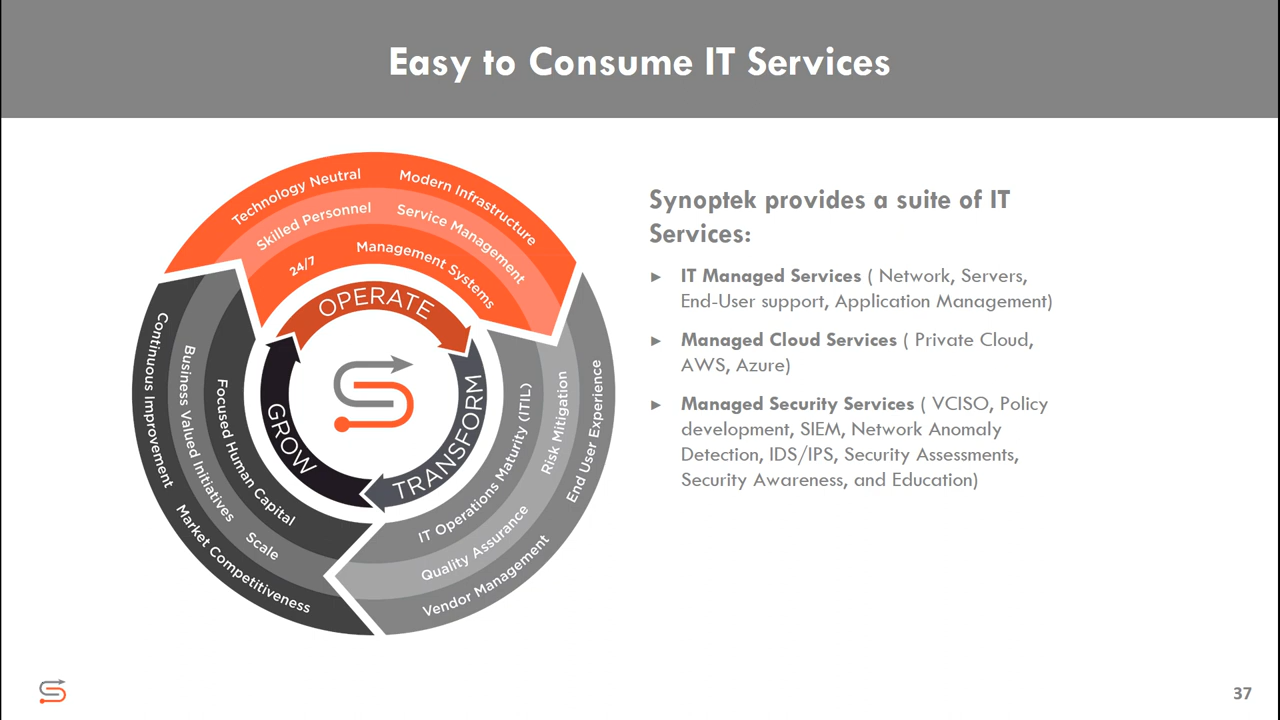 Easy to Consume IT Services
Technology Neutral
Modern Infrastructure
Skilled Personnel
Service Management
24/7
Management Systems
OPERATE
TRANSFORM
GROW
IT Operations Maturity (ITIL)
Risk Mitigation
End User Experience
Quality Assurance
Vendor Management
Continuous Improvement
Business Valued Initiatives
Focused Human Capital
Scale
Market Competitiveness
Synoptek provides a suite of IT
Services:
► IT Managed Services ( Network, Servers,
End-User support, Application Management)
► Managed Cloud Services ( Private Cloud,
AWS, Azure)
► Managed Security Services ( VCISO, Policy
development, SIEM, Network Anomaly
Detection, IDS/IPS, Security Assessments,
Security Awareness, and Education)
37